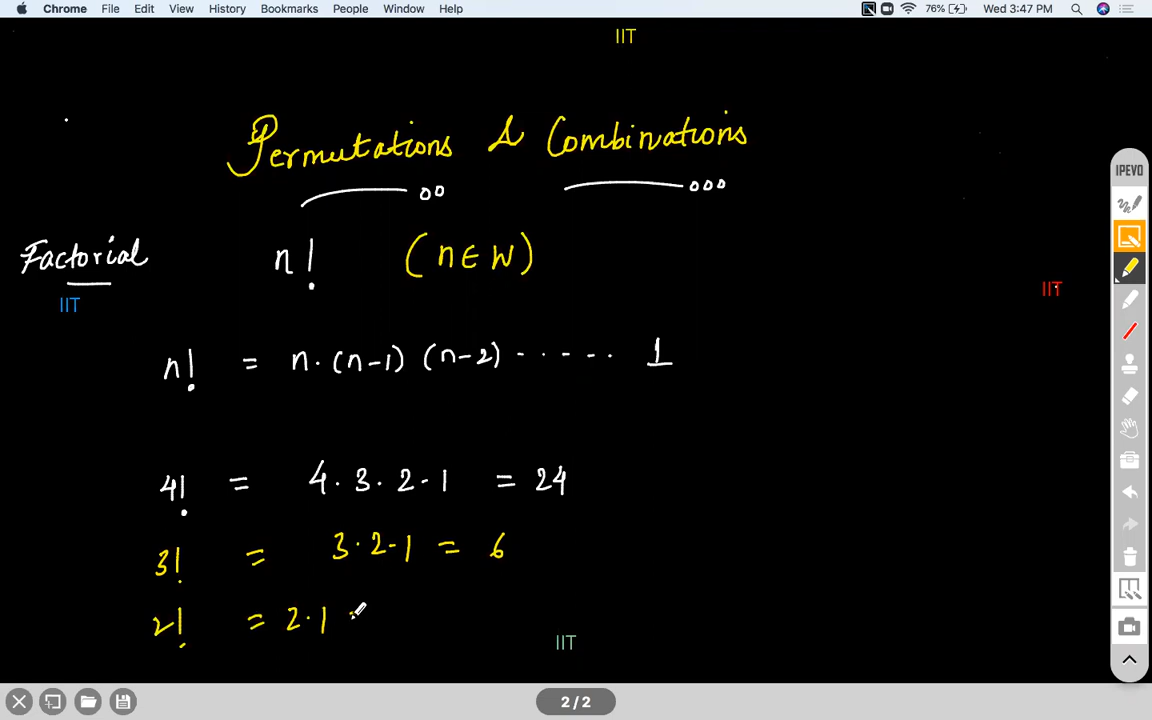 Chrome File Edit View History Bookmarks People Window Help 76% Wed 3:47 PM
IIT
Permutations & Combinations
Factorial n! (n ∈ W)
IPEVO
IIT
IIT
n! = n·(n-1) (n-2) ------ 1
4! = 4·3·2·1 = 24
3! = 3·2·1 = 6
2! = 2·1 =
IIT
2/2